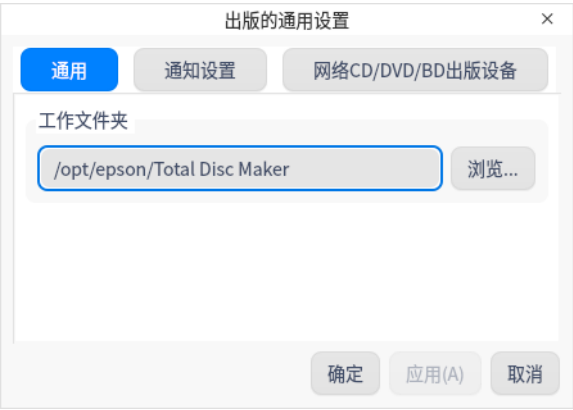 出版的通用设置
通用
通知设置
网络CD/DVD/BD出版设备
工作文件夹
/opt/epson/Total Disc Maker
浏览...
确定
应用(A)
取消